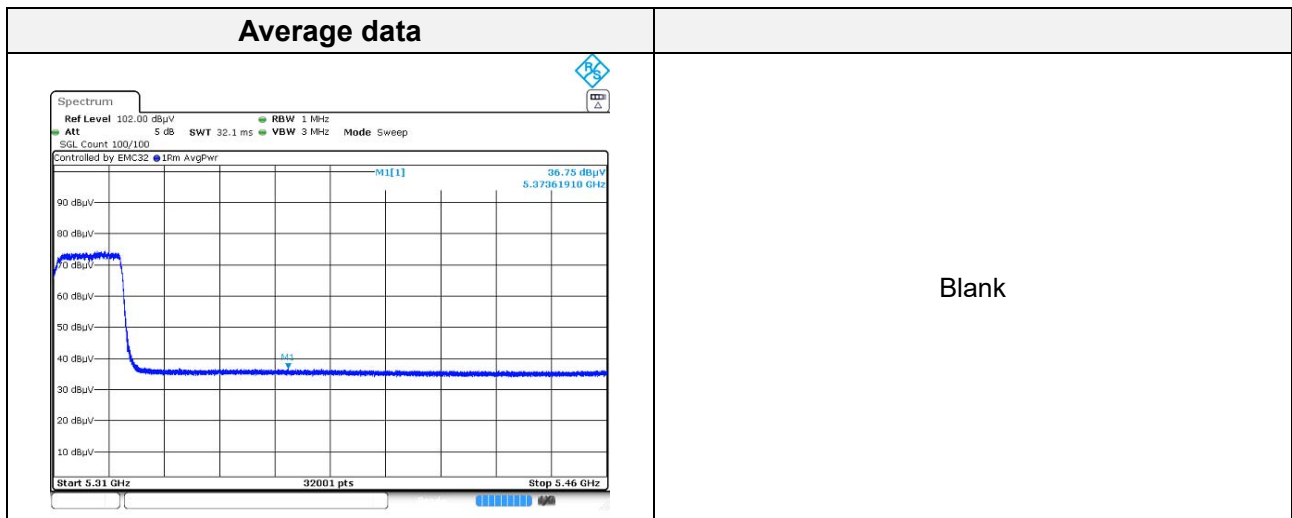 Average data
R&S
Spectrum
Ref Level 102.00 dBµV RBW 1 MHz
Att 5 dB SWT 32.1 ms VBW 3 MHz Mode Sweep
SGL Count 100/100
Controlled by EMC32 1Rm AvgPwr
M1[1] 36.75 dBµV
5.37361910 GHz
90 dBµV
80 dBµV
70 dBµV
60 dBµV
50 dBµV
40 dBµV
M1
30 dBµV
20 dBµV
10 dBµV
Start 5.31 GHz 32001 pts Stop 5.46 GHz
Blank